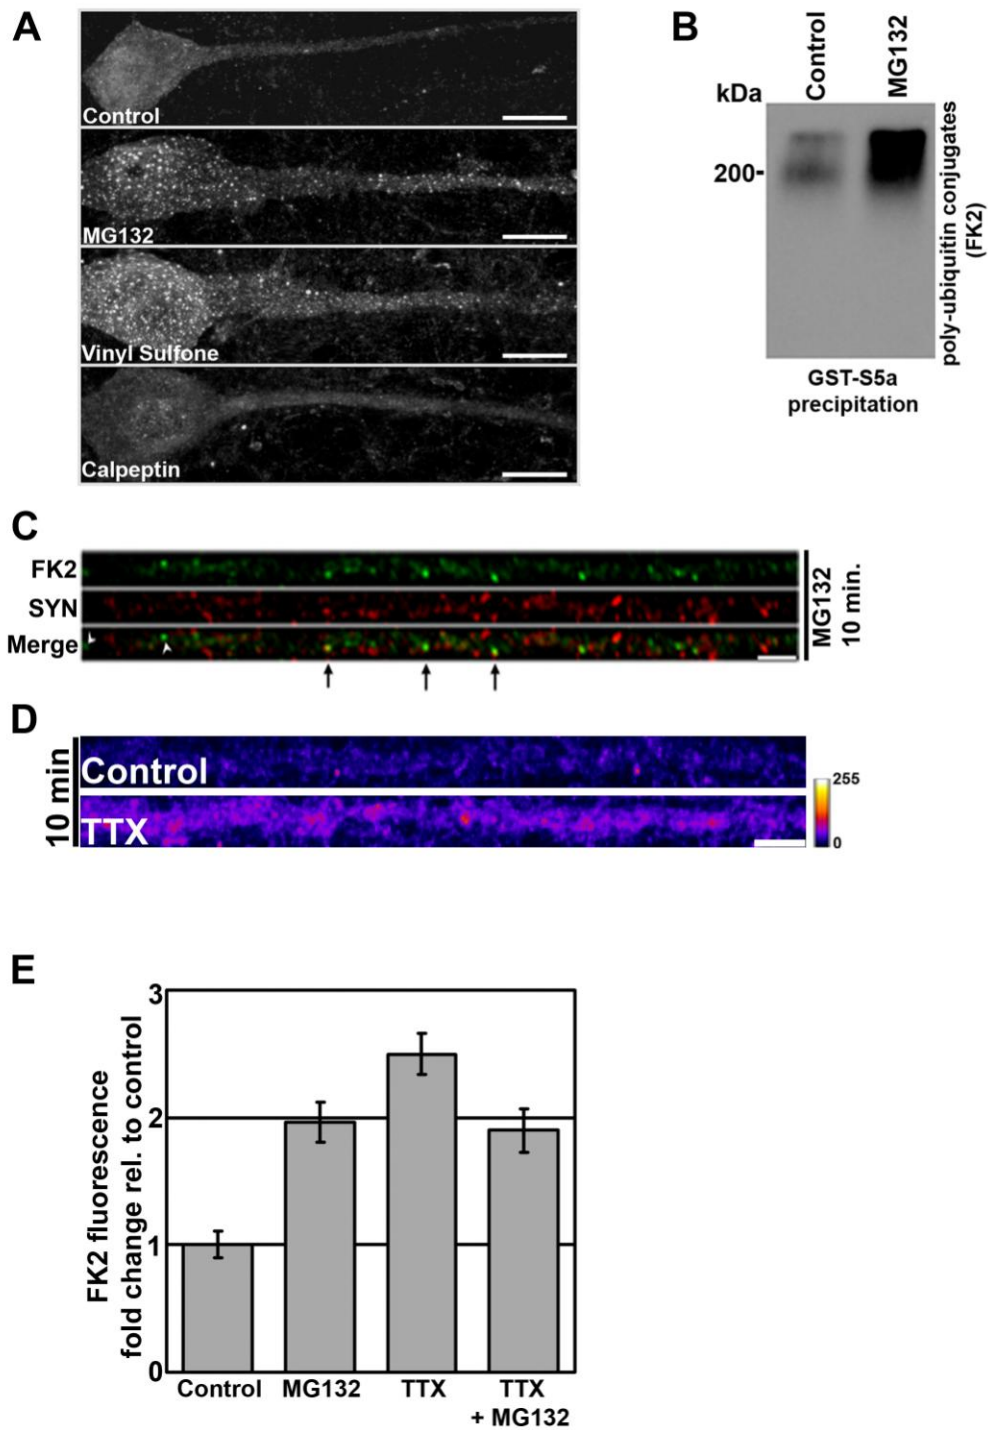 A
Control
MG132
Vinyl Sulfone
Calpeptin
B
Control
MG132
kDa
200-
poly-ubiquitin conjugates
(FK2)
GST-S5a
precipitation
C
FK2
SYN
Merge
MG132
10 min.
D
10 min
Control
TTX
255
0
E
FK2 fluorescence
fold change rel. to control
3
2
1
0
Control MG132 TTX TTX
+ MG132